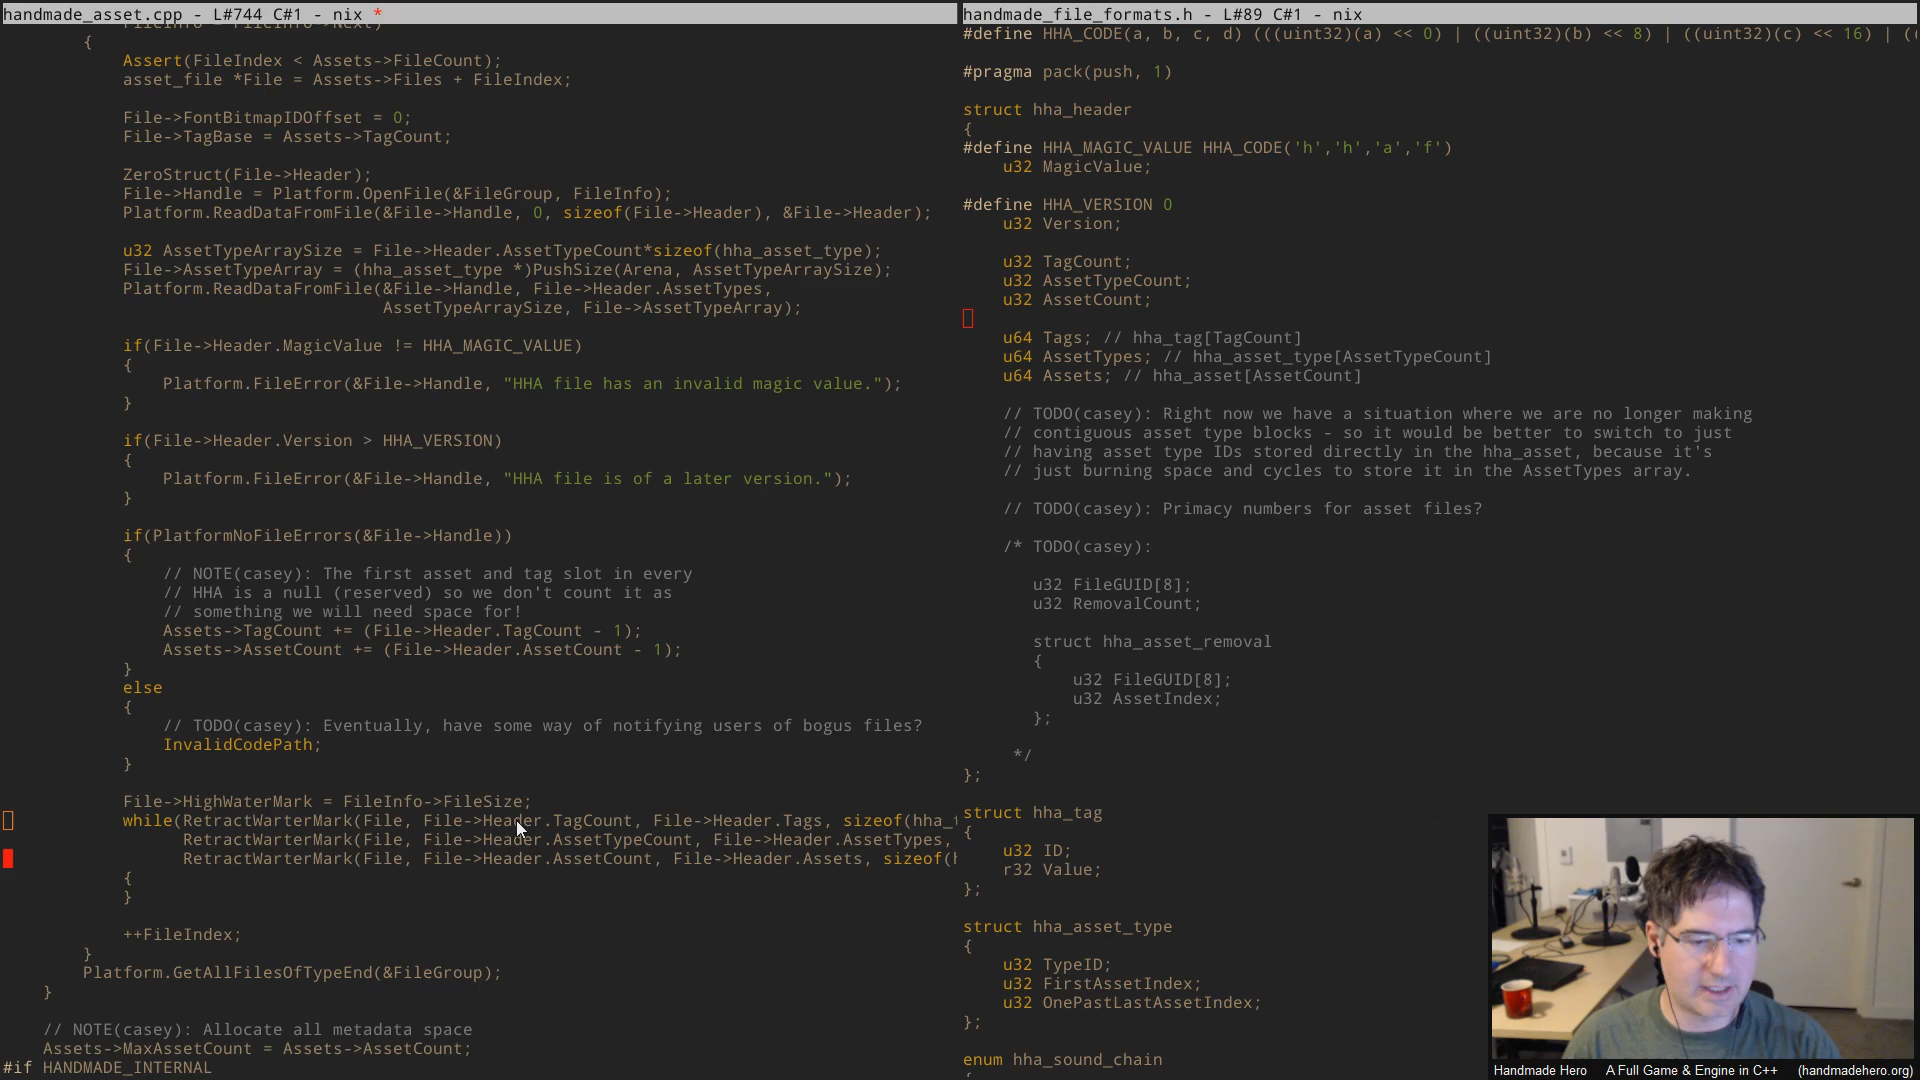 handmade_asset.cpp - L#744 C#1 - nix *
{
Assert(FileIndex < Assets->FileCount);
asset_file *File = Assets->Files + FileIndex;
File->FontBitmapIDOffset = 0;
File->TagBase = Assets->TagCount;
ZeroStruct(File->Header);
File->Handle = Platform.OpenFile(&FileGroup, FileInfo);
Platform.ReadDataFromFile(&File->Handle, 0, sizeof(File->Header), &File->Header);
u32 AssetTypeArraySize = File->Header.AssetTypeCount*sizeof(hha_asset_type);
File->AssetTypeArray = (hha_asset_type *)PushSize(Arena, AssetTypeArraySize);
Platform.ReadDataFromFile(&File->Handle, File->Header.AssetTypes,
AssetTypeArraySize, File->AssetTypeArray);
if(File->Header.MagicValue != HHA_MAGIC_VALUE)
{
Platform.FileError(&File->Handle, "HHA file has an invalid magic value.");
}
if(File->Header.Version > HHA_VERSION)
{
Platform.FileError(&File->Handle, "HHA file is of a later version.");
}
if(PlatformNoFileErrors(&File->Handle))
{
// NOTE(casey): The first asset and tag slot in every
// HHA is a null (reserved) so we don't count it as
// something we will need space for!
Assets->TagCount += (File->Header.TagCount - 1);
Assets->AssetCount += (File->Header.AssetCount - 1);
}
else
{
// TODO(casey): Eventually, have some way of notifying users of bogus files?
InvalidCodePath;
}
File->HighWaterMark = FileInfo->FileSize;
while(RetractWarterMark(File, File->Header.TagCount, File->Header.Tags, sizeof(hha_t
RetractWarterMark(File, File->Header.AssetTypeCount, File->Header.AssetTypes,
RetractWarterMark(File, File->Header.AssetCount, File->Header.Assets, sizeof(h
{
}
++FileIndex;
}
Platform.GetAllFilesOfTypeEnd(&FileGroup);
}
// NOTE(casey): Allocate all metadata space
Assets->MaxAssetCount = Assets->AssetCount;
#if HANDMADE_INTERNAL
handmade_file_formats.h - L#89 C#1 - nix
#define HHA_CODE(a, b, c, d) (((uint32)(a) << 0) | ((uint32)(b) << 8) | ((uint32)(c) << 16) | ((
#pragma pack(push, 1)
struct hha_header
{
#define HHA_MAGIC_VALUE HHA_CODE('h','h','a','f')
u32 MagicValue;
#define HHA_VERSION 0
u32 Version;
u32 TagCount;
u32 AssetTypeCount;
u32 AssetCount;
u64 Tags; // hha_tag[TagCount]
u64 AssetTypes; // hha_asset_type[AssetTypeCount]
u64 Assets; // hha_asset[AssetCount]
// TODO(casey): Right now we have a situation where we are no longer making
// contiguous asset type blocks - so it would be better to switch to just
// having asset type IDs stored directly in the hha_asset, because it's
// just burning space and cycles to store it in the AssetTypes array.
// TODO(casey): Primacy numbers for asset files?
/* TODO(casey):
u32 FileGUID[8];
u32 RemovalCount;
struct hha_asset_removal
{
u32 FileGUID[8];
u32 AssetIndex;
};
*/
};
struct hha_tag
{
u32 ID;
r32 Value;
};
struct hha_asset_type
{
u32 TypeID;
u32 FirstAssetIndex;
u32 OnePastLastAssetIndex;
};
enum hha_sound_chain
Handmade Hero A Full Game & Engine in C++ (handmadehero.org)